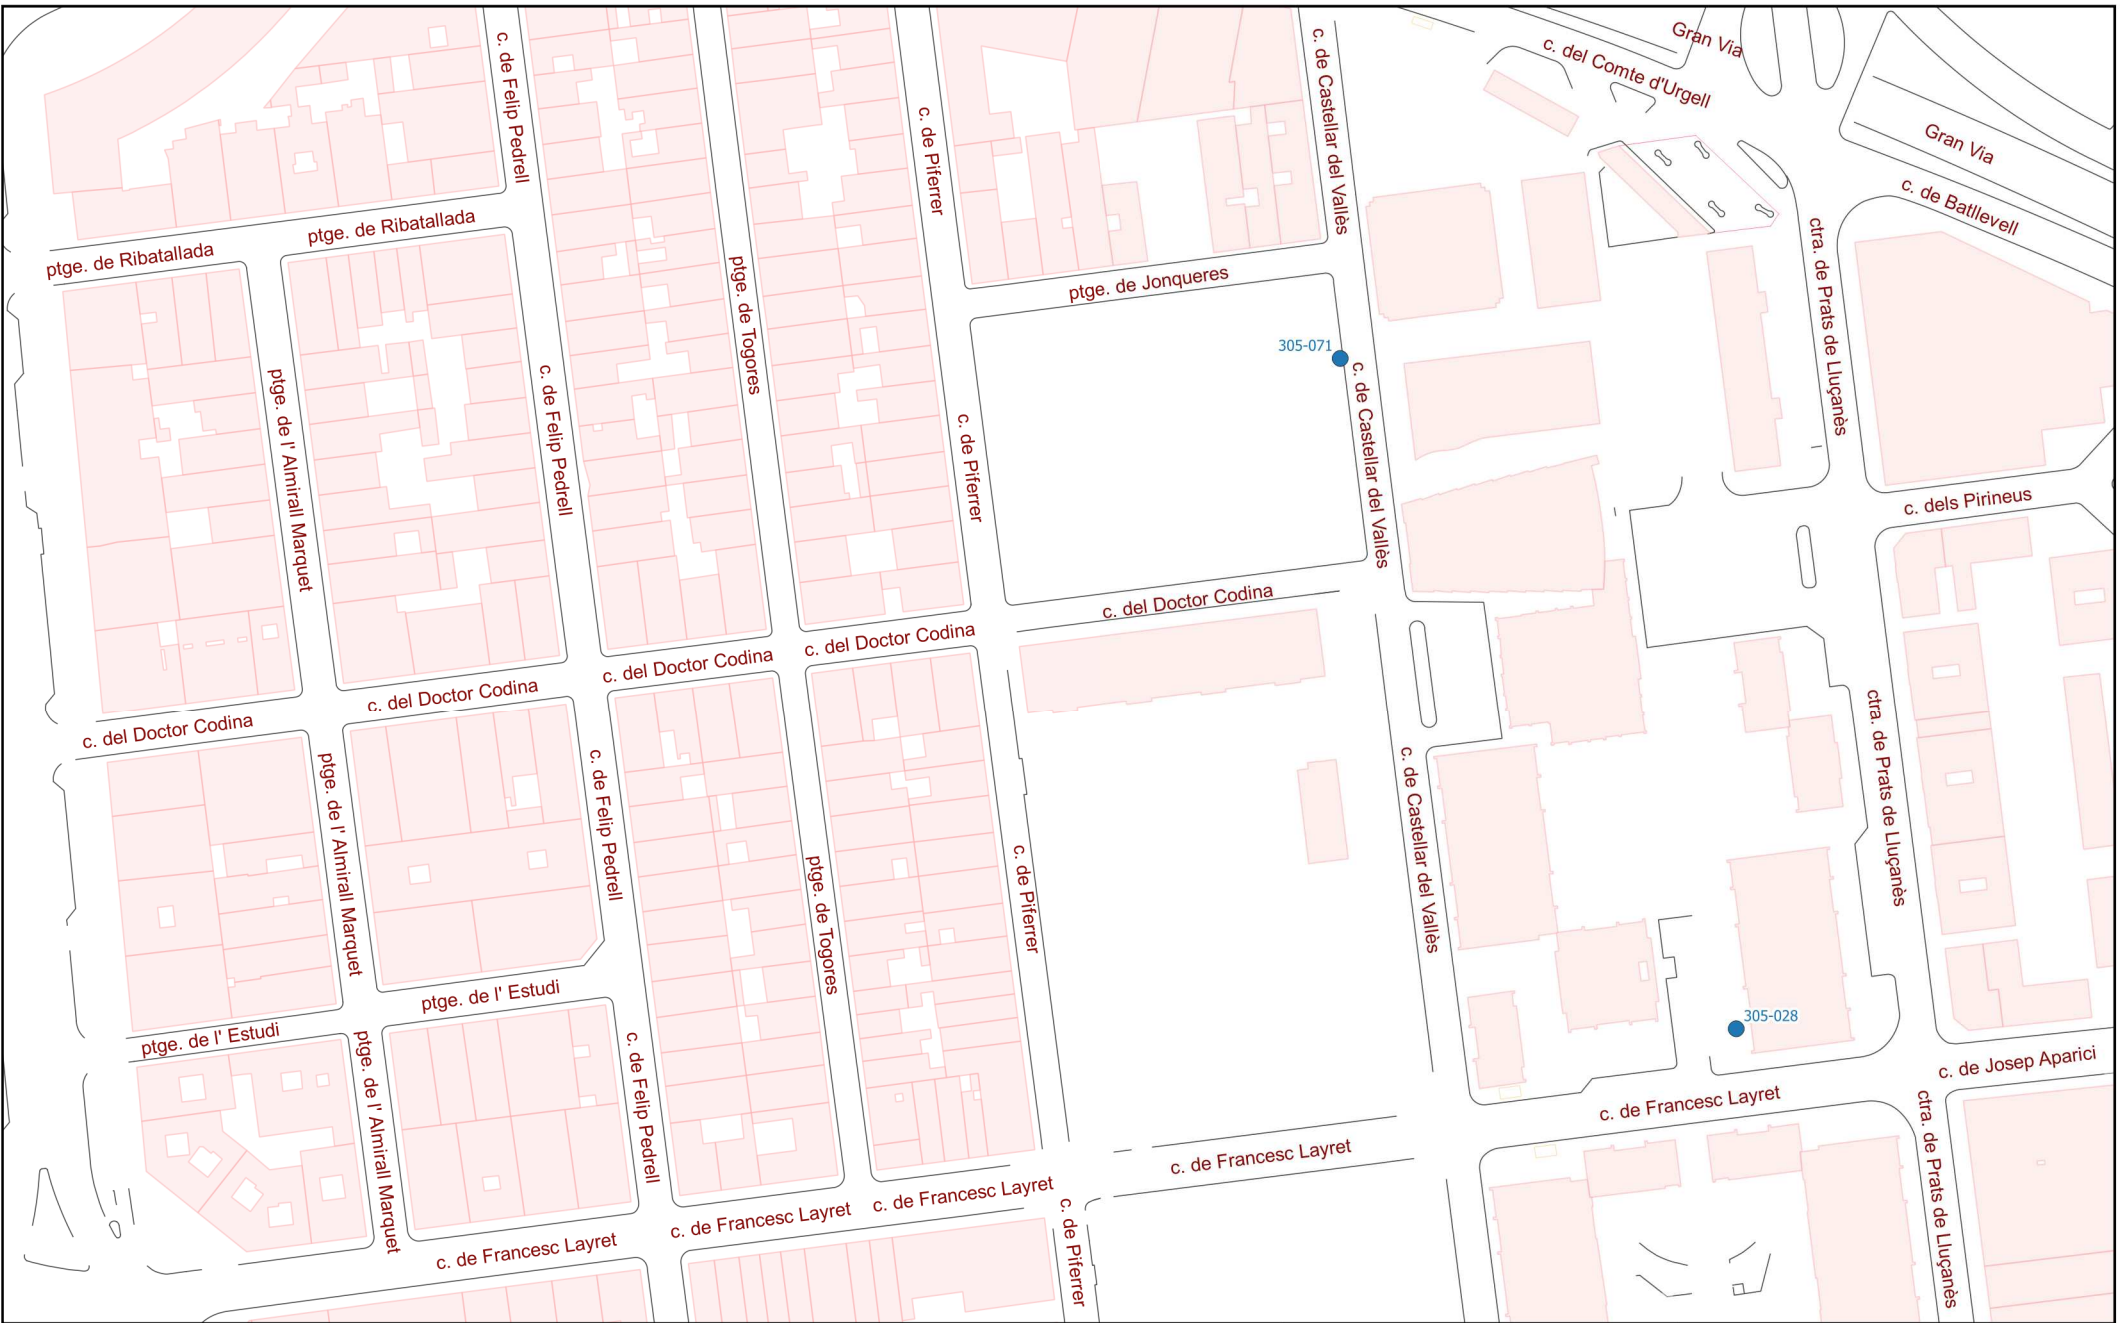 c. de Felip Pedrell
c. de Piferrer
c. de Castellar del Vallès
c. del Comte d'Urgell
Gran Via
Gran Via
c. de Batllevell
ptge. de Ribatallada
ptge. de Ribatallada
ptge. de Togores
ptge. de Jonqueres
ctra. de Prats de Lluçanès
305-071
ptge. de l' Almirall Marquet
c. de Felip Pedrell
c. de Piferrer
c. de Castellar del Vallès
c. dels Pirineus
c. del Doctor Codina
c. del Doctor Codina
c. del Doctor Codina
c. del Doctor Codina
c. del Doctor Codina
ptge. de l' Almirall Marquet
c. de Felip Pedrell
ptge. de Togores
c. de Piferrer
c. de Castellar del Vallès
ctra. de Prats de Lluçanès
ptge. de l' Estudi
ptge. de l' Estudi
305-028
ptge. de l' Almirall Marquet
c. de Felip Pedrell
c. de Josep Aparici
c. de Francesc Layret
c. de Francesc Layret
c. de Francesc Layret
c. de Francesc Layret
c. de Francesc Layret
c. de Piferrer
ctra. de Prats de Lluçanès